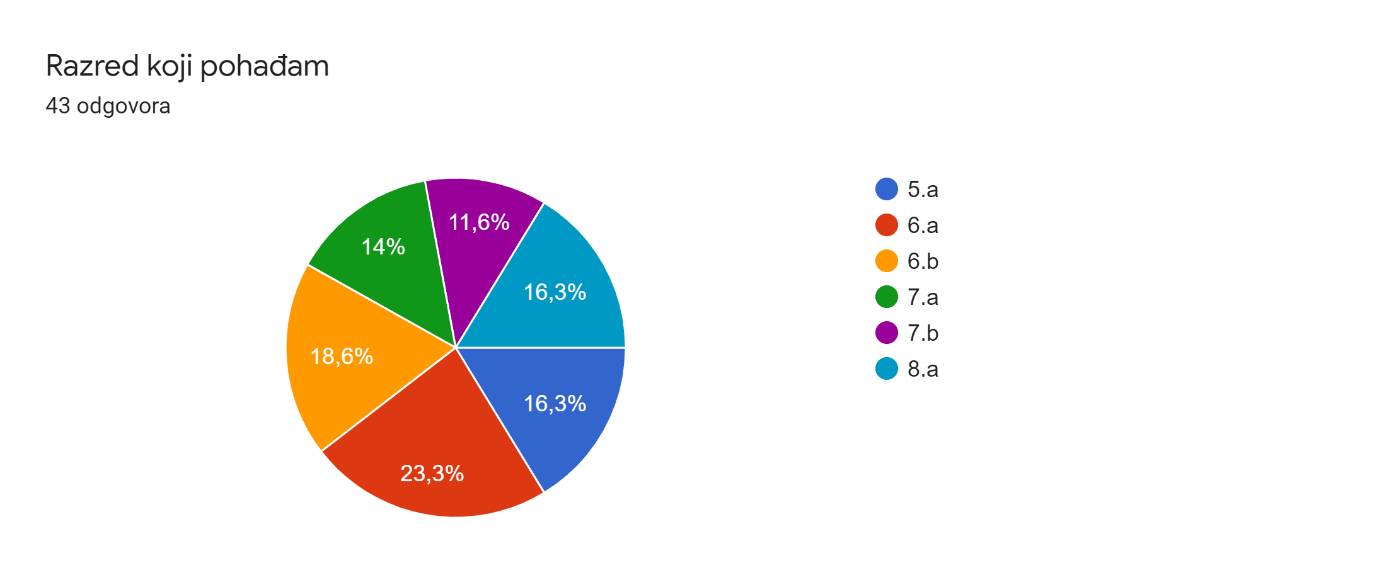 Razred koji pohađam
43 odgovora
11,6%
14%
16,3%
18,6%
16,3%
23,3%
5.a
6.a
6.b
7.a
7.b
8.a